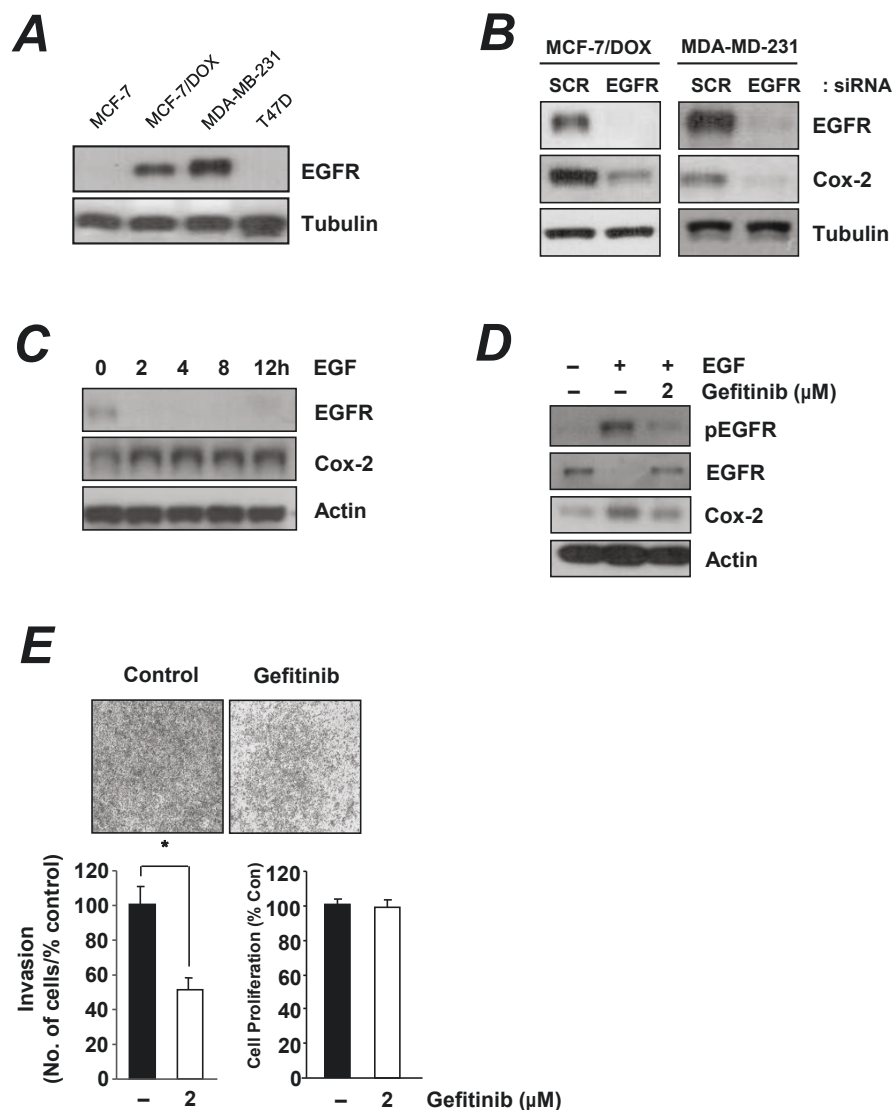 A
MCF-7
MCF-7/DOX
MDA-MB-231
T47D
EGFR
Tubulin
B
MCF-7/DOX MDA-MD-231
SCR EGFR SCR EGFR : siRNA
EGFR
Cox-2
Tubulin
C
0 2 4 8 12h EGF
EGFR
Cox-2
Actin
D
– + + EGF
– – 2 Gefitinib (µM)
pEGFR
EGFR
Cox-2
Actin
E
Control Gefitinib
*
Invasion
(No. of cells/% control)
120
100
80
60
40
20
0
Cell Proliferation (% Con)
120
100
80
60
40
20
0
– 2 – 2 Gefitinib (µM)